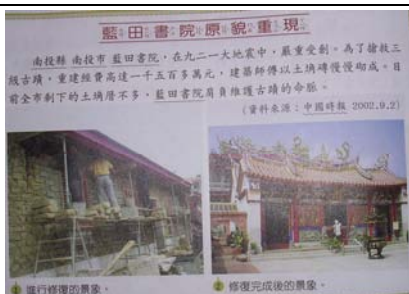 藍田書院原貌重現
南投縣 南投市 藍田書院，在九二一大地震中，嚴重受創。為了搶救三
級古蹟，重建經費高達一千五百多萬元，建築師傅以土埆磚慢慢砌成。目
前全市剩下的土埆厝不多，藍田書院肩負維護古蹟的命脈。
(資料來源：中國時報 2002.9.2)
進行修復的景象。
修復完成後的景象。